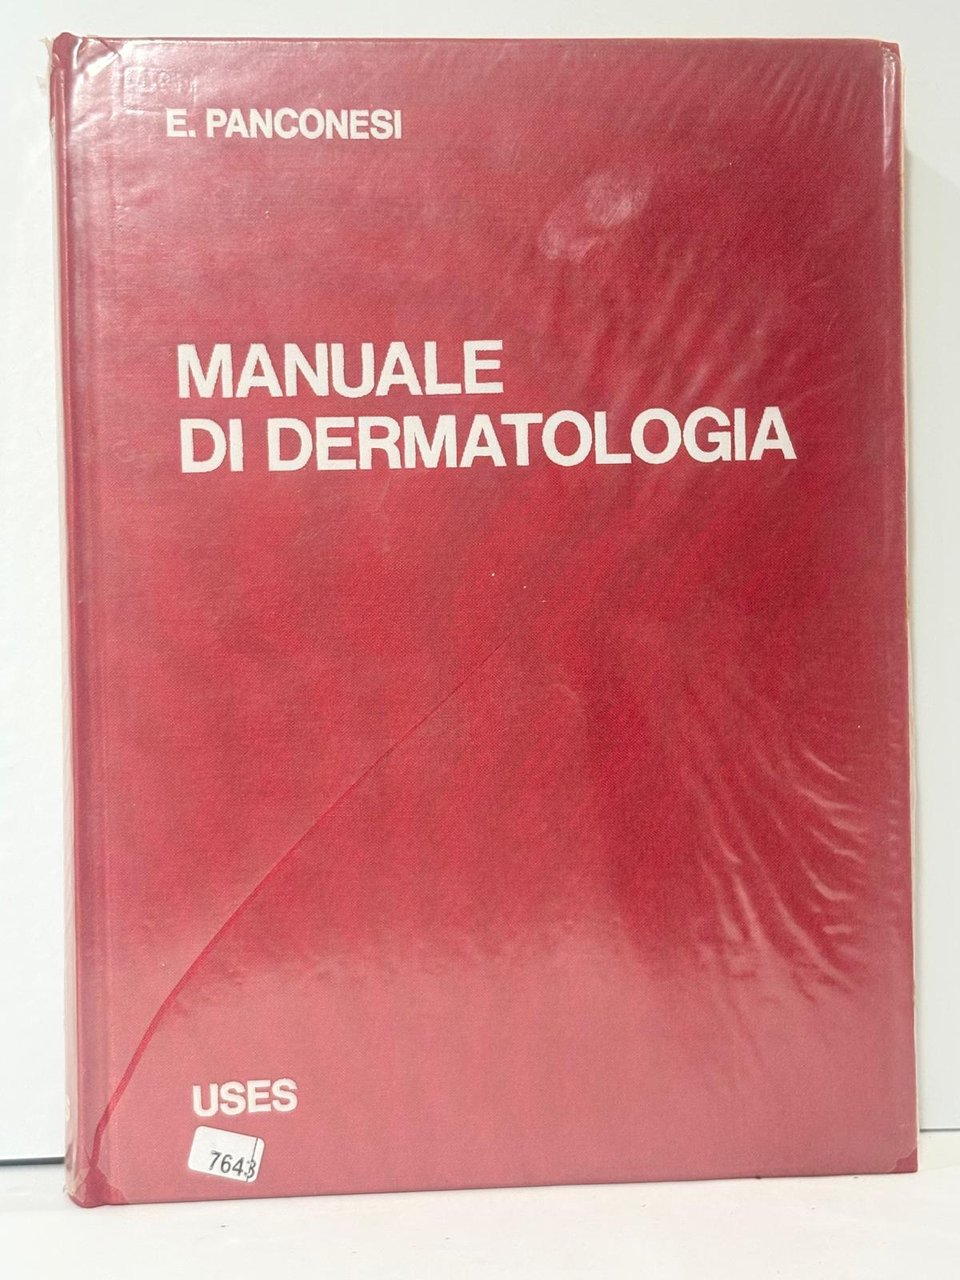 E. PANCONESI
MANUALE
DI DERMATOLOGIA
USES
7643